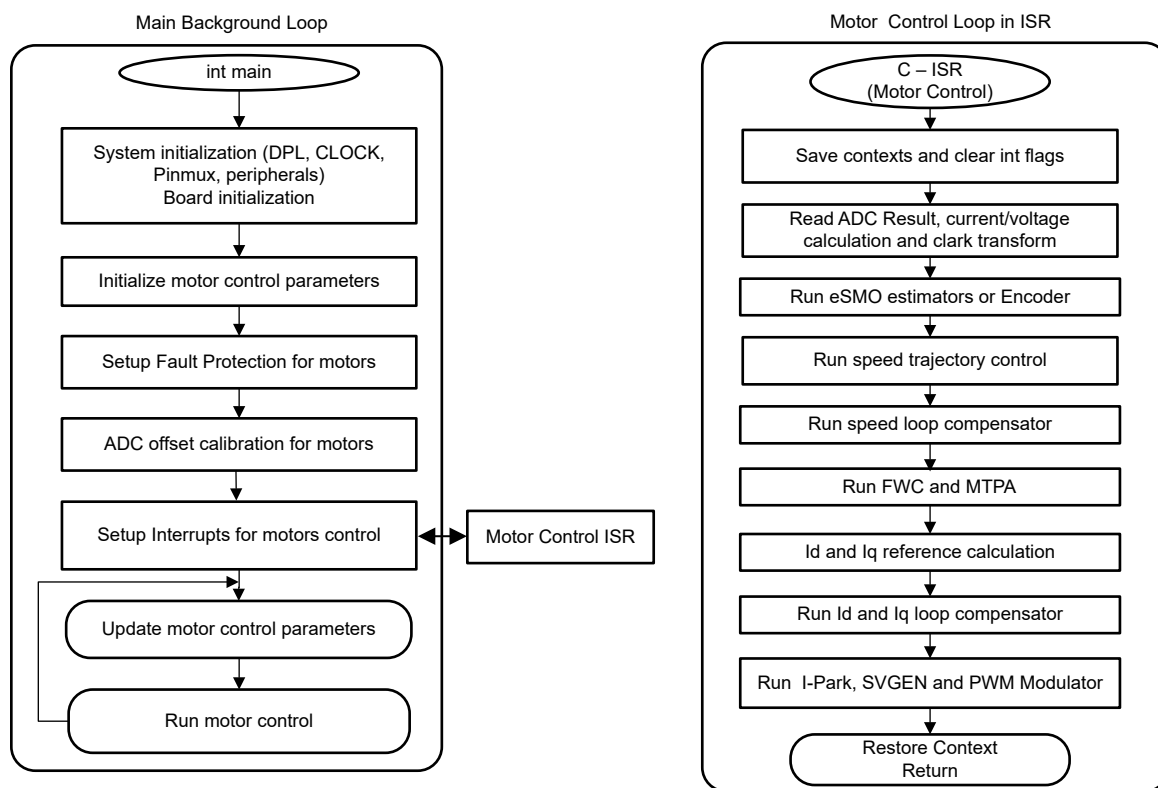 Main Background Loop
int main
System initialization (DPL, CLOCK,
Pinmux, peripherals)
Board initialization
Initialize motor control parameters
Setup Fault Protection for motors
ADC offset calibration for motors
Setup Interrupts for motors control
Motor Control ISR
Update motor control parameters
Run motor control
Motor Control Loop in ISR
C – ISR
(Motor Control)
Save contexts and clear int flags
Read ADC Result, current/voltage
calculation and clark transform
Run eSMO estimators or Encoder
Run speed trajectory control
Run speed loop compensator
Run FWC and MTPA
Id and Iq reference calculation
Run Id and Iq loop compensator
Run I-Park, SVGEN and PWM Modulator
Restore Context
Return